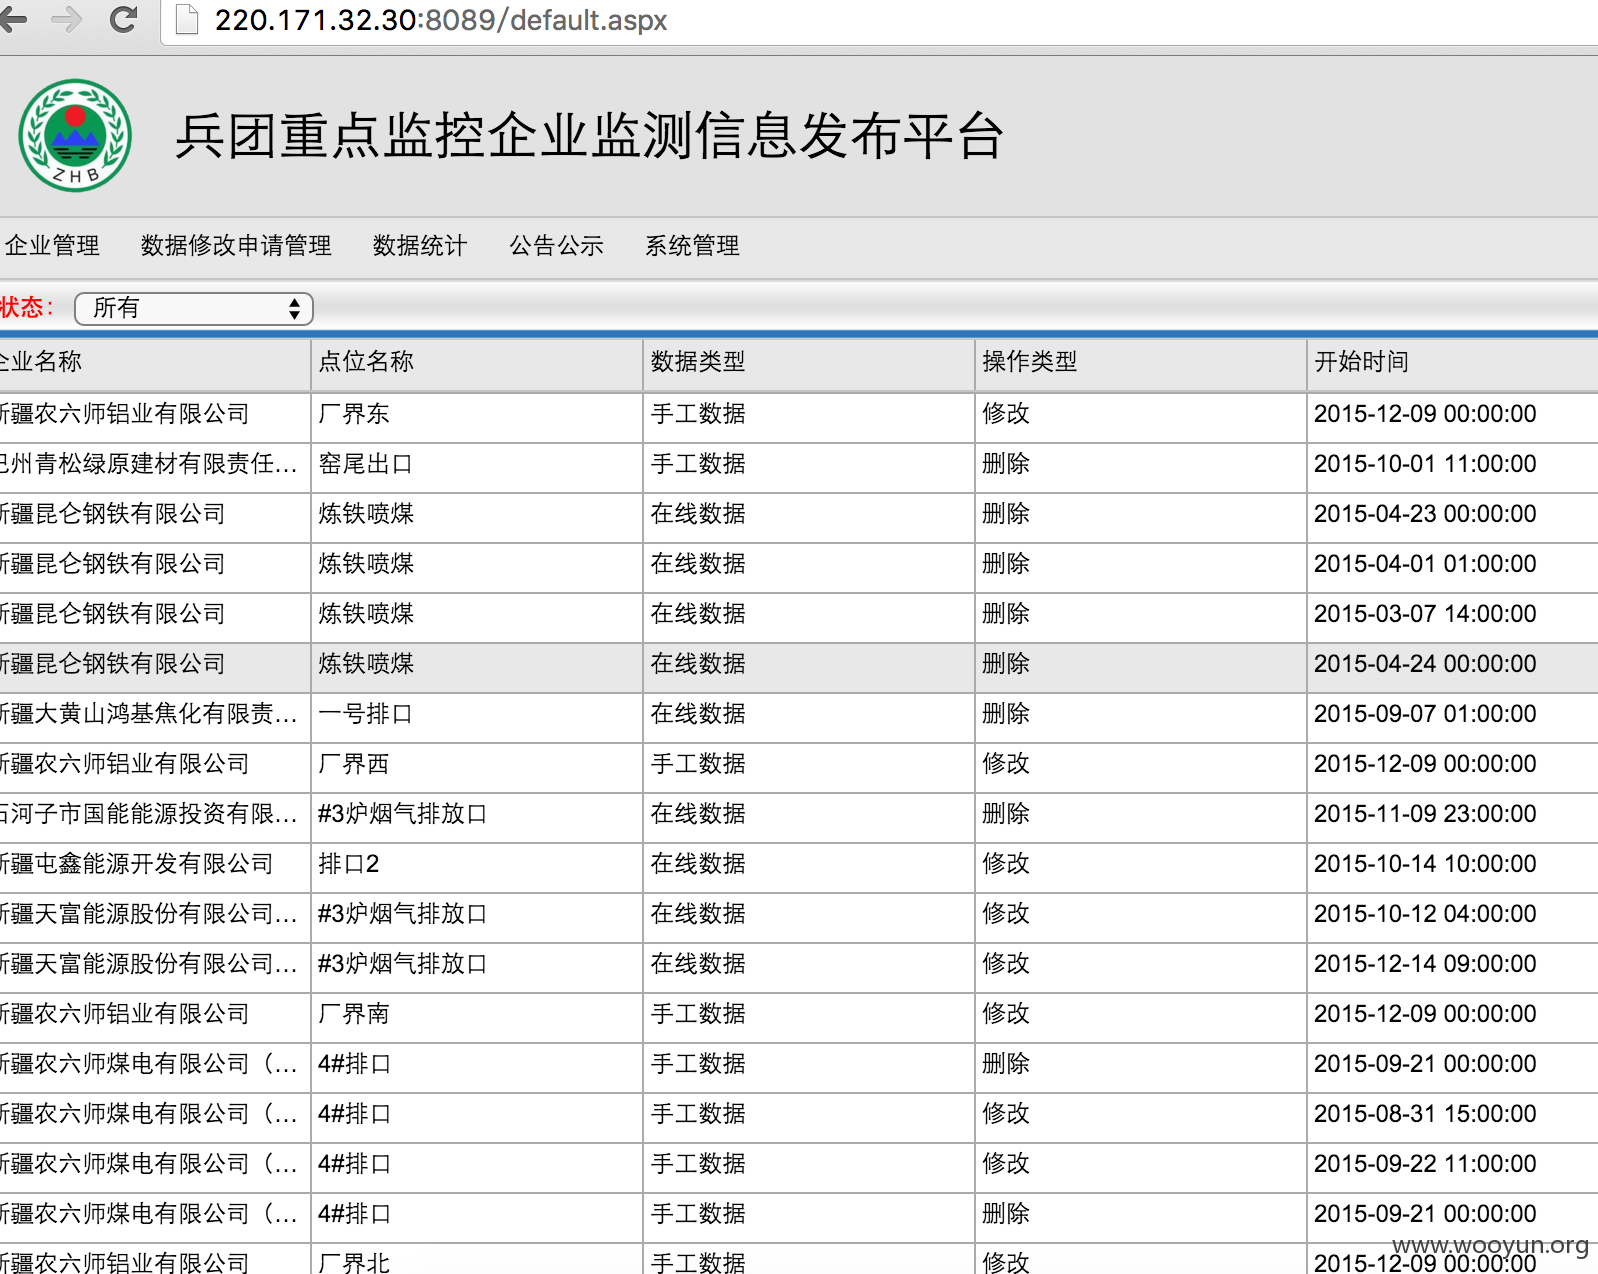 220.171.32.30:8089/default.aspx
ZHB
兵团重点监控企业监测信息发布平台
企业管理 数据修改申请管理 数据统计 公告公示 系统管理
状态： 所有
企业名称 点位名称 数据类型 操作类型 开始时间
新疆农六师铝业有限公司 厂界东 手工数据 修改 2015-12-09 00:00:00
巴州青松绿原建材有限责任... 窑尾出口 手工数据 删除 2015-10-01 11:00:00
新疆昆仑钢铁有限公司 炼铁喷煤 在线数据 删除 2015-04-23 00:00:00
新疆昆仑钢铁有限公司 炼铁喷煤 在线数据 删除 2015-04-01 01:00:00
新疆昆仑钢铁有限公司 炼铁喷煤 在线数据 删除 2015-03-07 14:00:00
新疆昆仑钢铁有限公司 炼铁喷煤 在线数据 删除 2015-04-24 00:00:00
新疆大黄山鸿基焦化有限责... 一号排口 在线数据 删除 2015-09-07 01:00:00
新疆农六师铝业有限公司 厂界西 手工数据 修改 2015-12-09 00:00:00
石河子市国能能源投资有限... #3炉烟气排放口 在线数据 删除 2015-11-09 23:00:00
新疆屯鑫能源开发有限公司 排口2 在线数据 修改 2015-10-14 10:00:00
新疆天富能源股份有限公司... #3炉烟气排放口 在线数据 修改 2015-10-12 04:00:00
新疆天富能源股份有限公司... #3炉烟气排放口 在线数据 修改 2015-12-14 09:00:00
新疆农六师铝业有限公司 厂界南 手工数据 修改 2015-12-09 00:00:00
新疆农六师煤电有限公司（... 4#排口 手工数据 删除 2015-09-21 00:00:00
新疆农六师煤电有限公司（... 4#排口 手工数据 修改 2015-08-31 15:00:00
新疆农六师煤电有限公司（... 4#排口 手工数据 修改 2015-09-22 11:00:00
新疆农六师煤电有限公司（... 4#排口 手工数据 删除 2015-09-21 00:00:00
新疆农六师铝业有限公司 厂界北 手工数据 修改 2015-12-09 00:00:00
www.wooyun.org